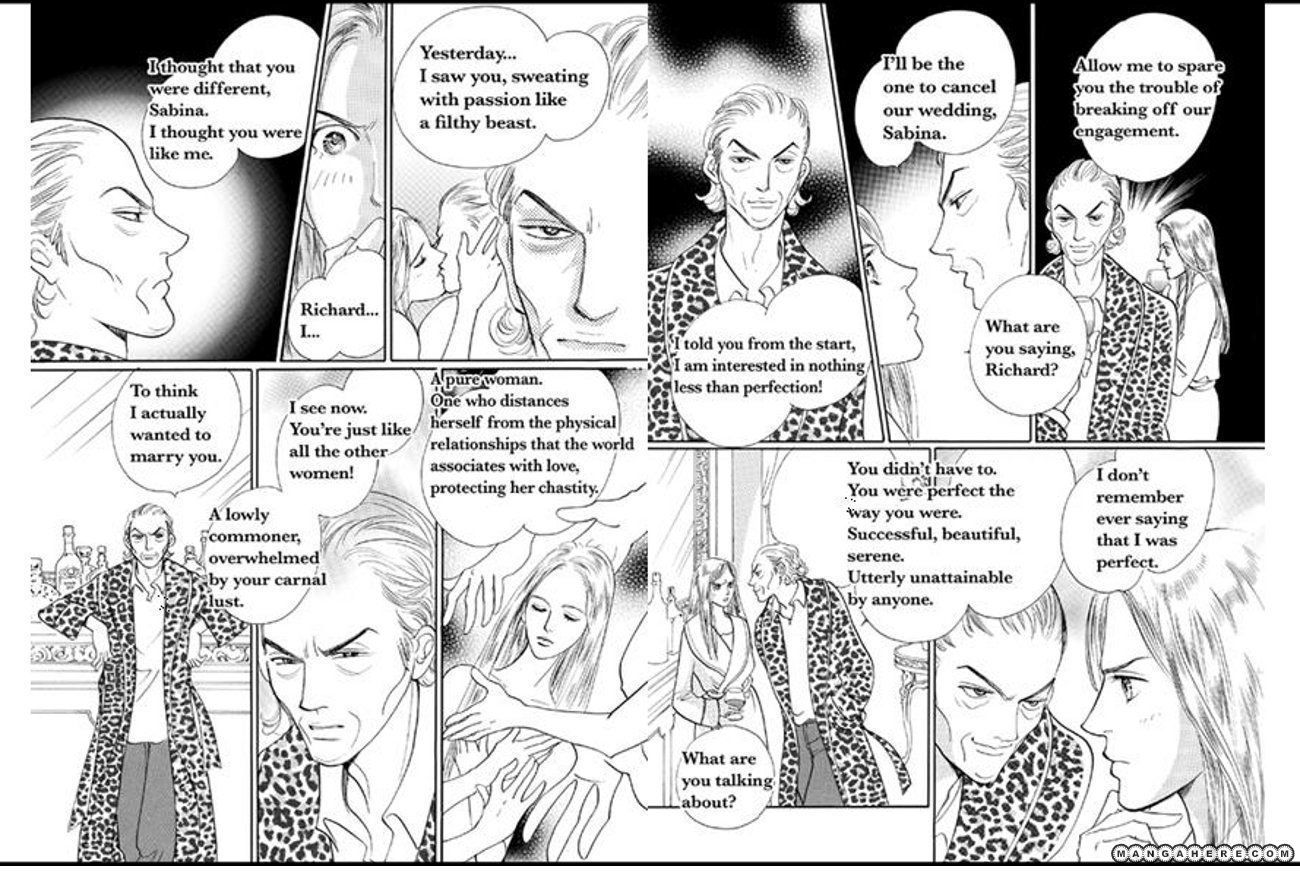 Allow me to spare
you the trouble of
breaking off our
engagement.
I'll be the
one to cancel
our wedding,
Sabina.
What are
you saying,
Richard?
I told you from the start,
I am interested in nothing
less than perfection!
I don't
remember
ever saying
that I was
perfect.
You didn't have to.
You were perfect the
way you were.
Successful, beautiful,
serene.
Utterly unattainable
by anyone.
What are
you talking
about?
Yesterday...
I saw you, sweating
with passion like
a filthy beast.
Richard...
I...
I thought that you
were different,
Sabina.
I thought you were
like me.
A pure woman.
One who distances
herself from the physical
relationships that the world
associates with love,
protecting her chastity.
I see now.
You're just like
all the other
women!
A lowly
commoner,
overwhelmed
by your carnal
lust.
To think
I actually
wanted to
marry you.
MANGAHERE.COM